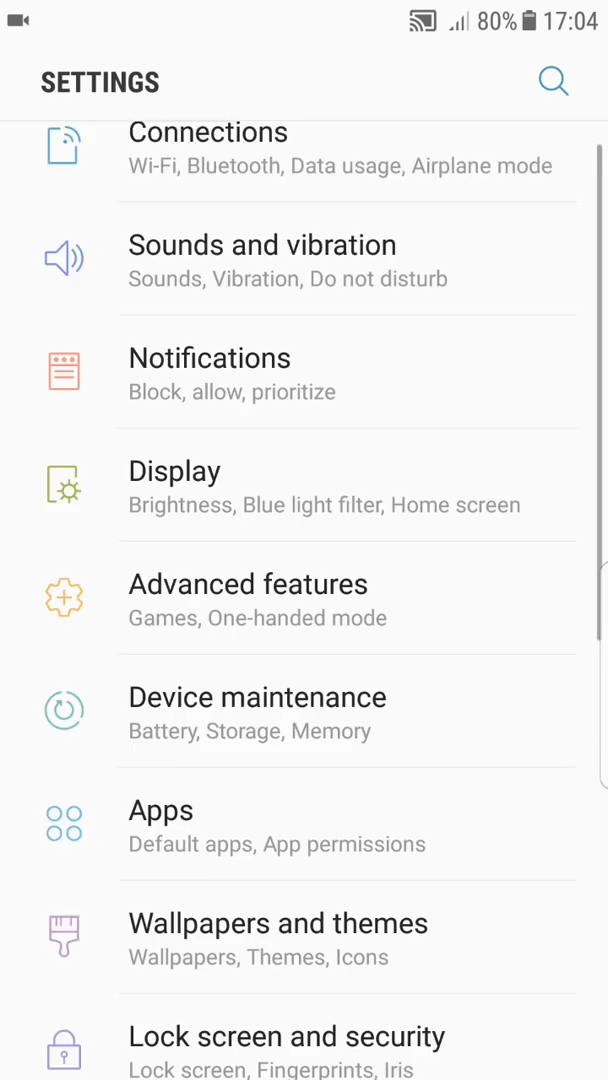 80% 17:04
SETTINGS
Connections
Wi-Fi, Bluetooth, Data usage, Airplane mode
Sounds and vibration
Sounds, Vibration, Do not disturb
Notifications
Block, allow, prioritize
Display
Brightness, Blue light filter, Home screen
Advanced features
Games, One-handed mode
Device maintenance
Battery, Storage, Memory
Apps
Default apps, App permissions
Wallpapers and themes
Wallpapers, Themes, Icons
Lock screen and security
Lock screen, Fingerprints, Iris